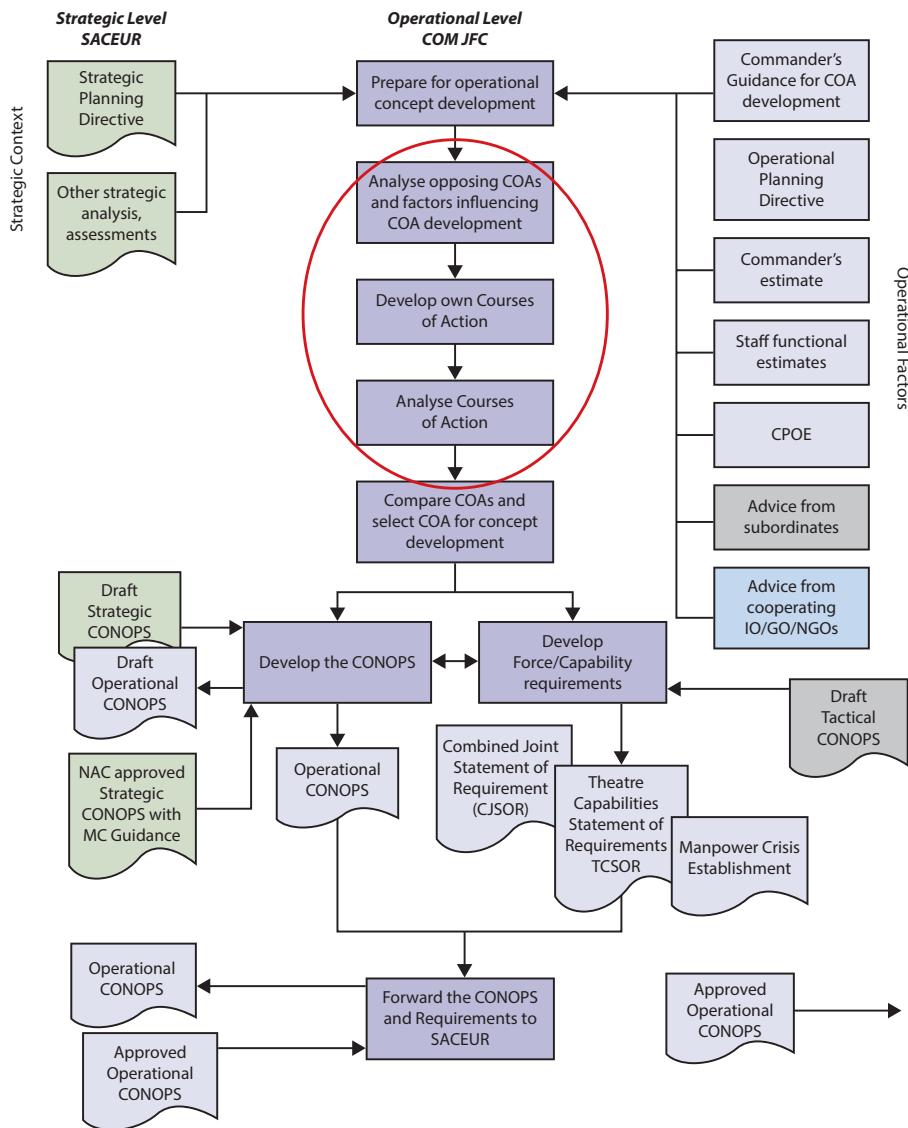 Strategic Level
SACEUR
Operational Level
COM JFC
Strategic Context
Strategic
Planning
Directive
Other strategic
analysis,
assessments
Prepare for operational
concept development
Analyse opposing COAs
and factors influencing
COA development
Develop own Courses
of Action
Analyse Courses
of Action
Compare COAs and
select COA for concept
development
Commander's
Guidance for COA
development
Operational
Planning
Directive
Commander's
estimate
Staff functional
estimates
CPOE
Advice from
subordinates
Advice from
cooperating
IO/GO/NGOs
Operational Factors
Draft
Strategic
CONOPS
Draft
Operational
CONOPS
NAC approved
Strategic
CONOPS with
MC Guidance
Develop the CONOPS
Develop
Force/Capability
requirements
Draft
Tactical
CONOPS
Operational
CONOPS
Combined Joint
Statement of
Requirement
(CJSOR)
Theatre
Capabilities
Statement of
Requirements
TCSOR
Manpower Crisis
Establishment
Operational
CONOPS
Approved
Operational
CONOPS
Forward the CONOPS
and Requirements to
SACEUR
Approved
Operational
CONOPS